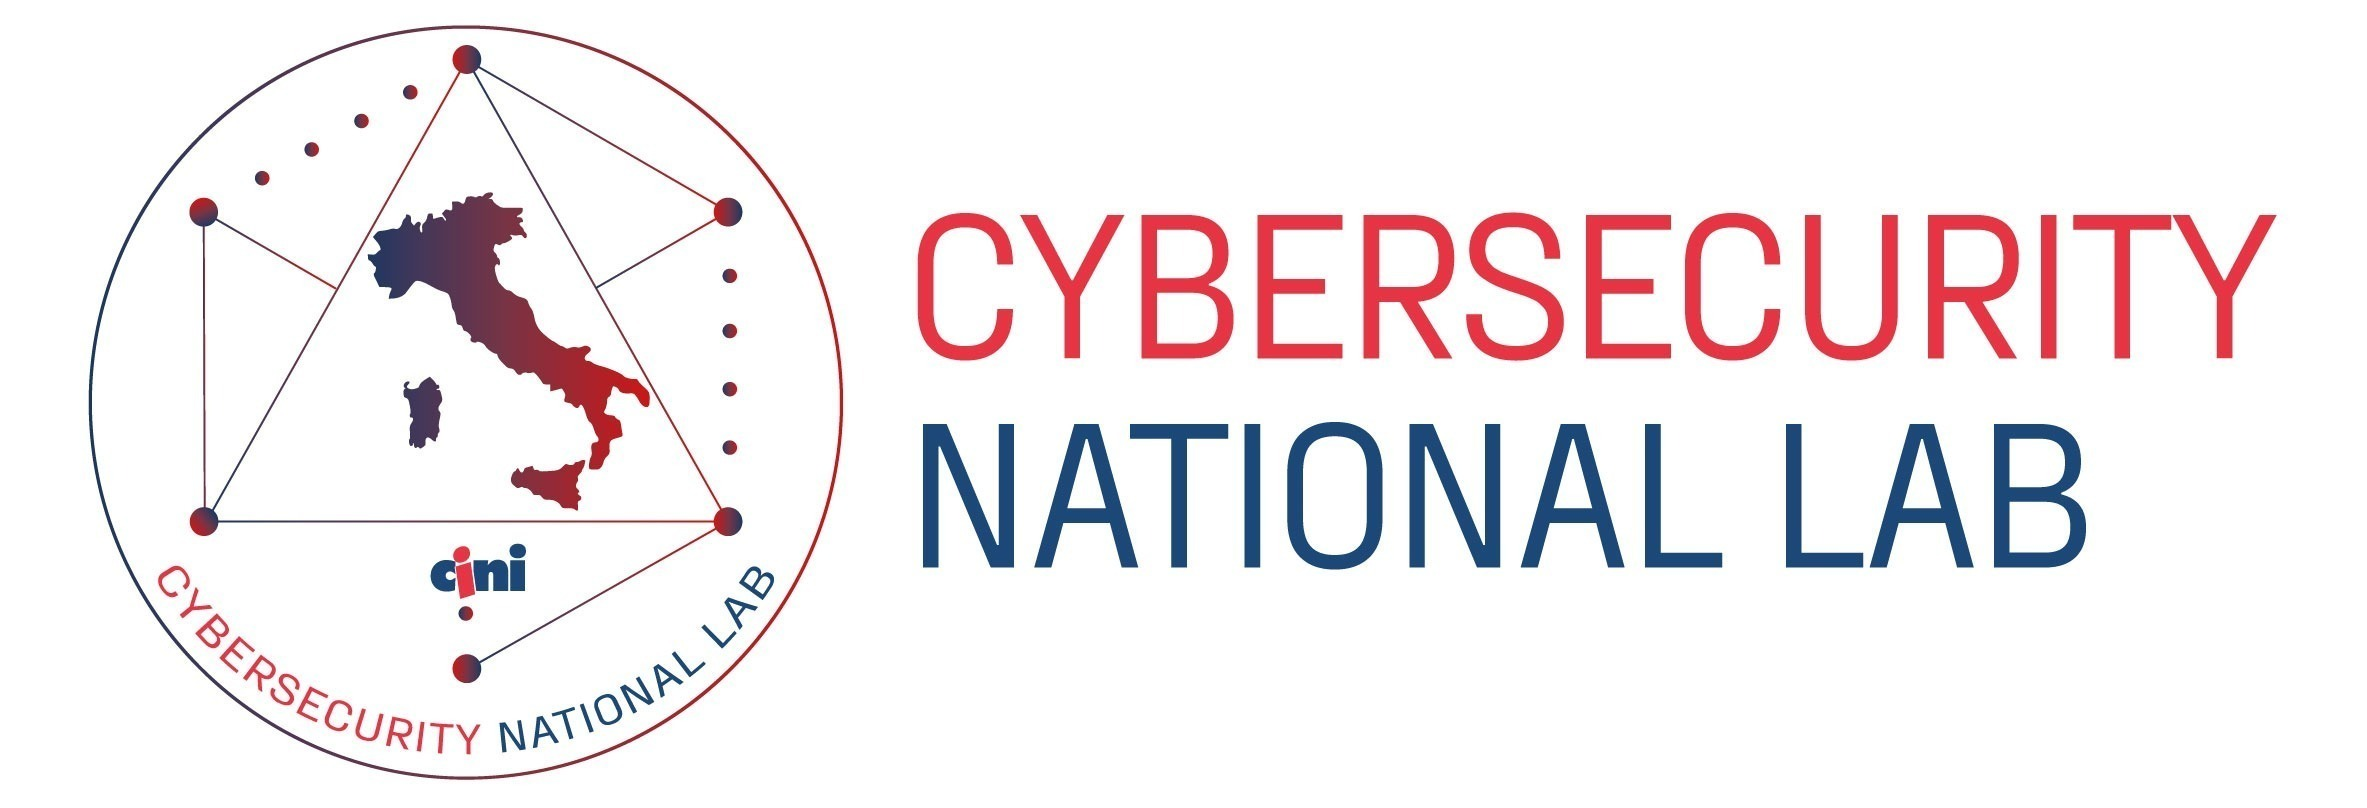 cini
CYBERSECURITY NATIONAL LAB
CYBERSECURITY
NATIONAL LAB